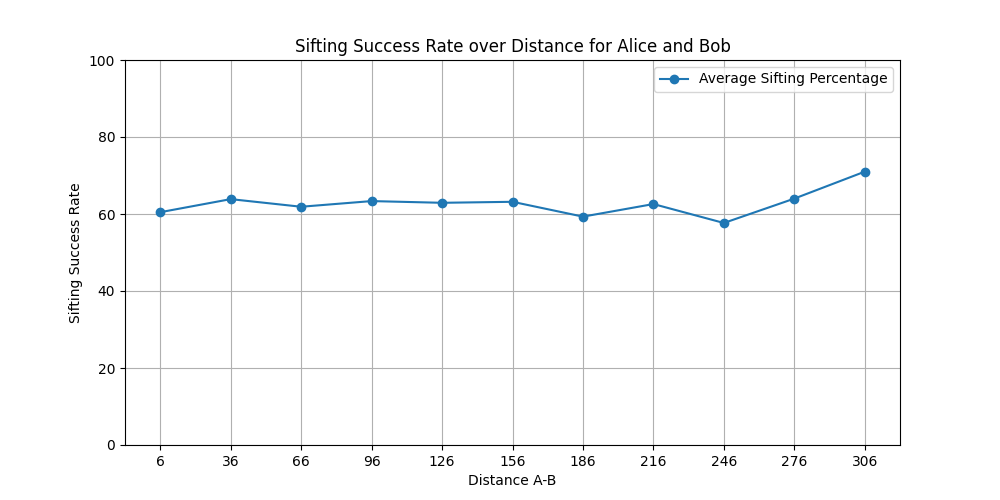 Sifting Success Rate over Distance for Alice and Bob
Average Sifting Percentage
Sifting Success Rate
100
80
60
40
20
0
6 36 66 96 126 156 186 216 246 276 306
Distance A-B